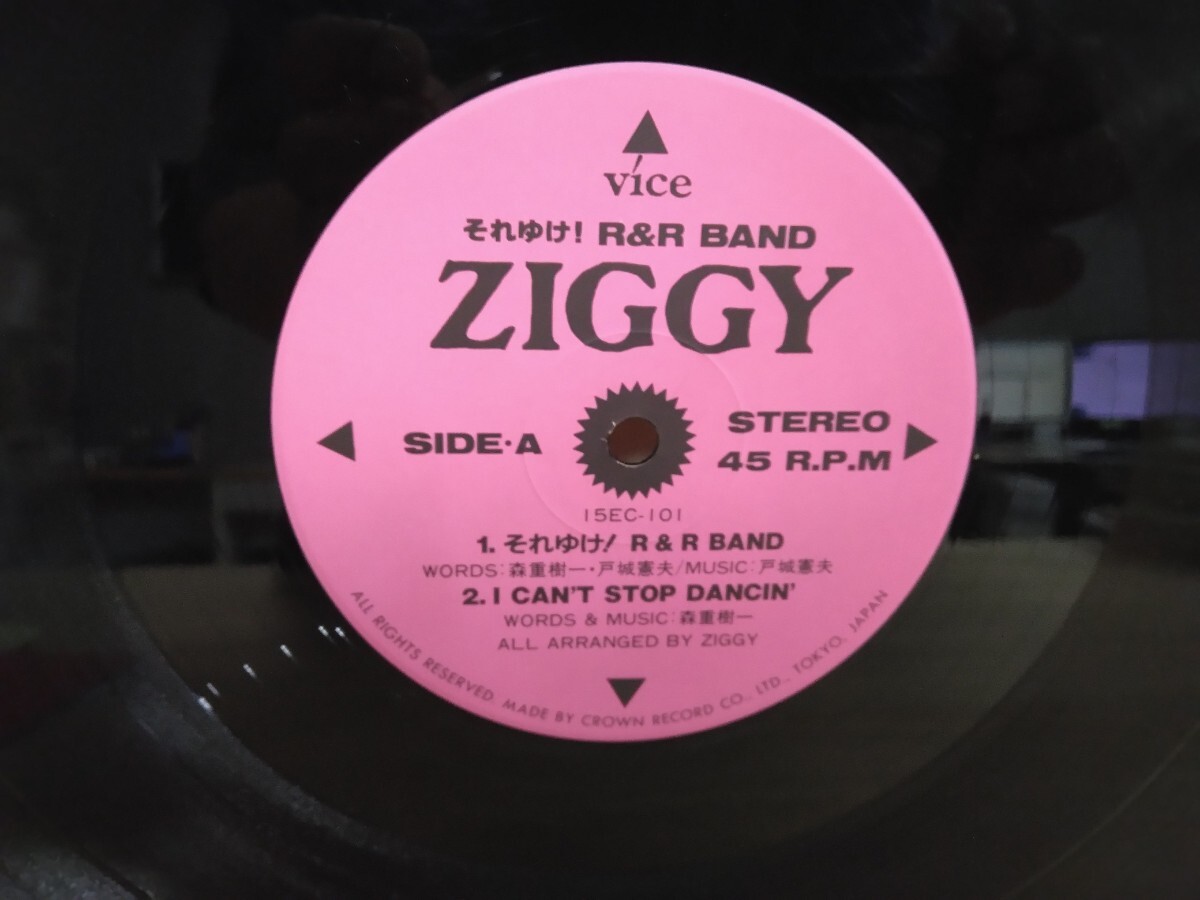 vice
それゆけ! R&R BAND
ZIGGY
SIDE·A
STEREO
45 R.P.M
15EC-101
1. それゆけ! R & R BAND
WORDS:森重樹一・戸城憲夫/MUSIC:戸城憲夫
2. I CAN'T STOP DANCIN'
WORDS & MUSIC:森重樹一
ALL ARRANGED BY ZIGGY
ALL RIGHTS RESERVED. MADE BY CROWN RECORD CO., LTD., TOKYO, JAPAN